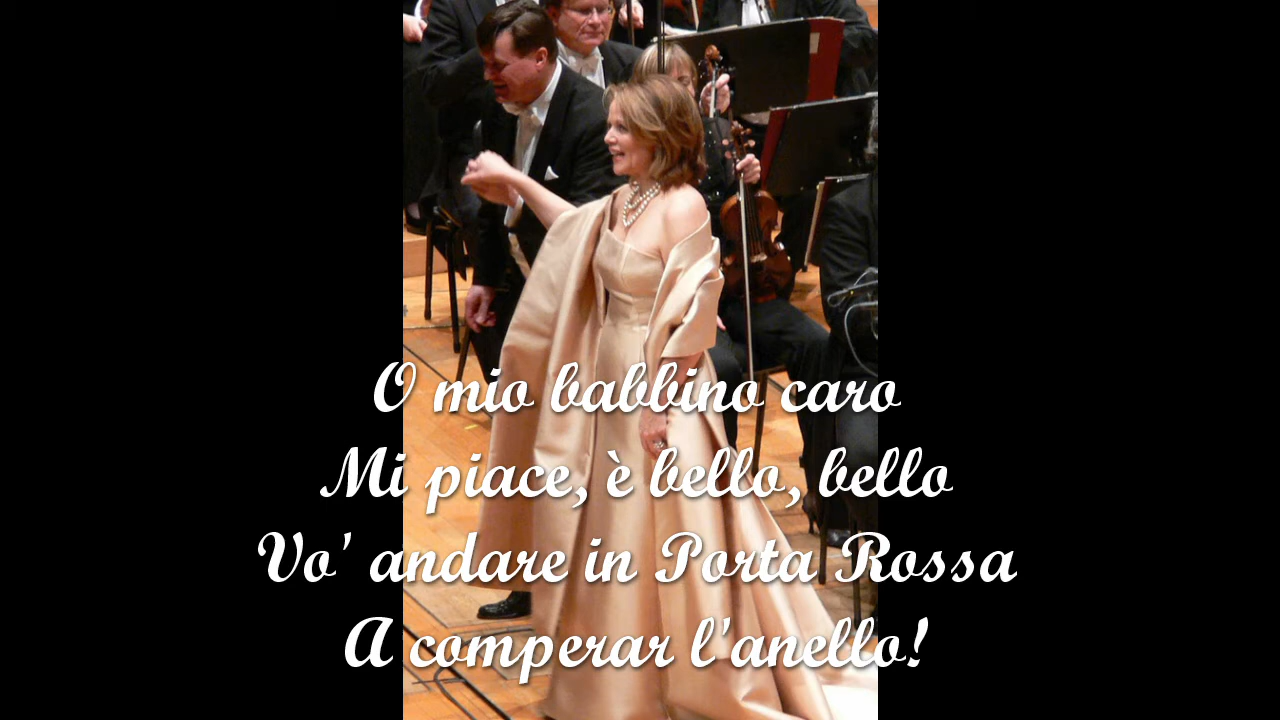 O mio babbino caro
Mi piace, è bello, bello
Vo' andare in Porta Rossa
A comperar l'anello!